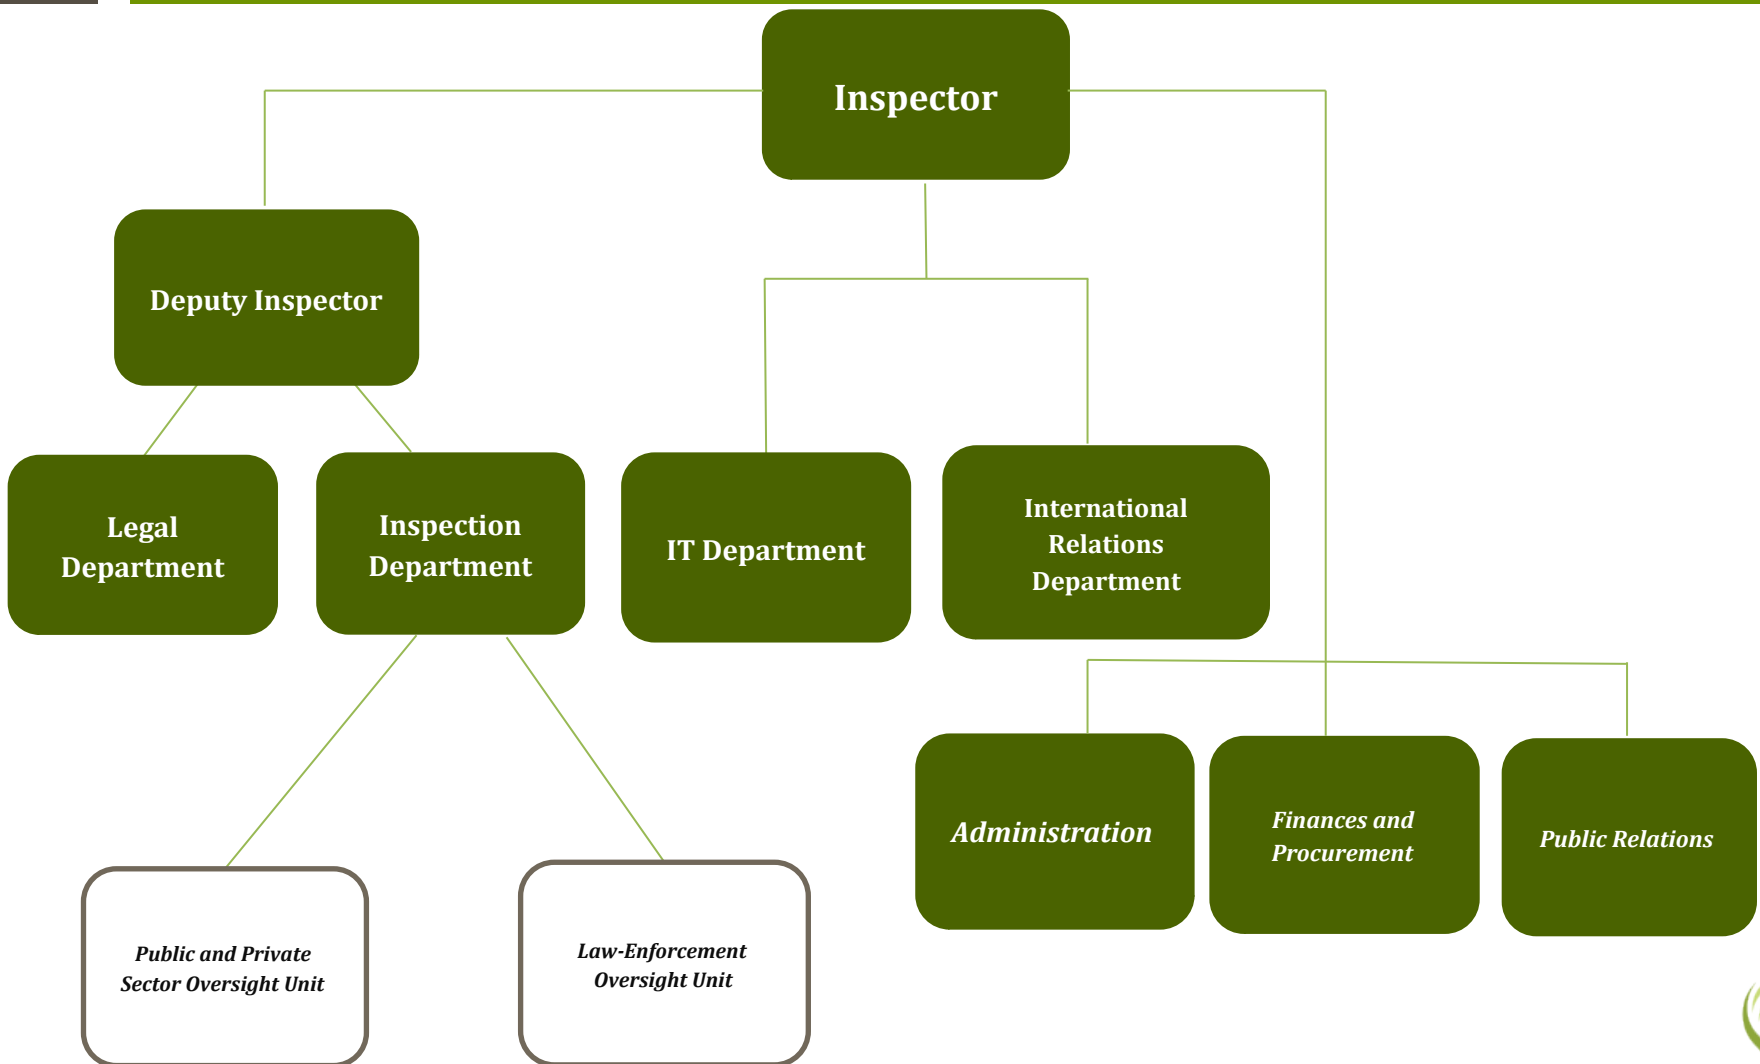 Inspector
Deputy Inspector
Legal
Department
Inspection
Department
IT Department
International
Relations
Department
Administration
Finances and
Procurement
Public Relations
Public and Private
Sector Oversight Unit
Law-Enforcement
Oversight Unit